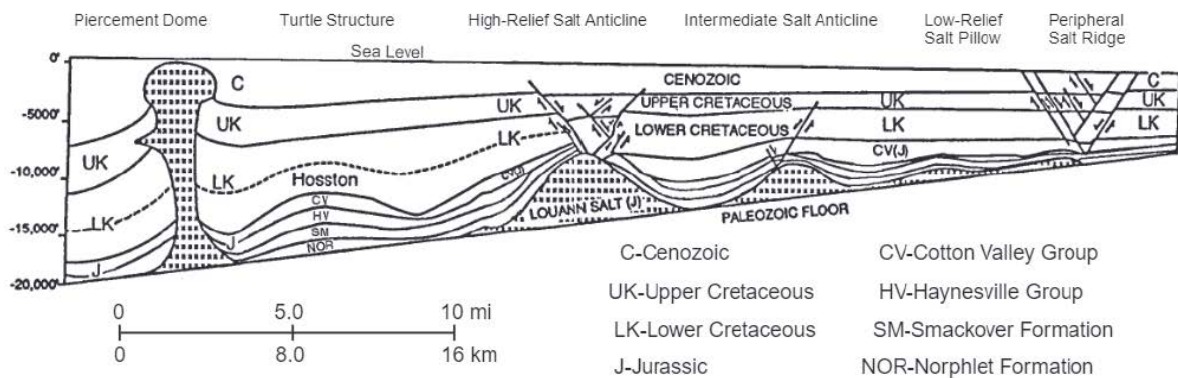 Piercement Dome
Turtle Structure
High-Relief Salt Anticline
Intermediate Salt Anticline
Low-Relief
Salt Pillow
Peripheral
Salt Ridge
Sea Level
0'
-5000'
-10,000'
-15,000'
-20,000'
C
CENOZOIC
C
UK
UPPER CRETACEOUS
UK
UK
UK
UK
LK
LOWER CRETACEOUS
LK
LK
LK
LK
Hosston
CV
HV
SM
NOR
CV(J)
CV(J)
J
J
LOUANN SALT (J)
PALEOZOIC FLOOR
0 5.0 10 mi
0 8.0 16 km
C-Cenozoic
UK-Upper Cretaceous
LK-Lower Cretaceous
J-Jurassic
CV-Cotton Valley Group
HV-Haynesville Group
SM-Smackover Formation
NOR-Norphlet Formation